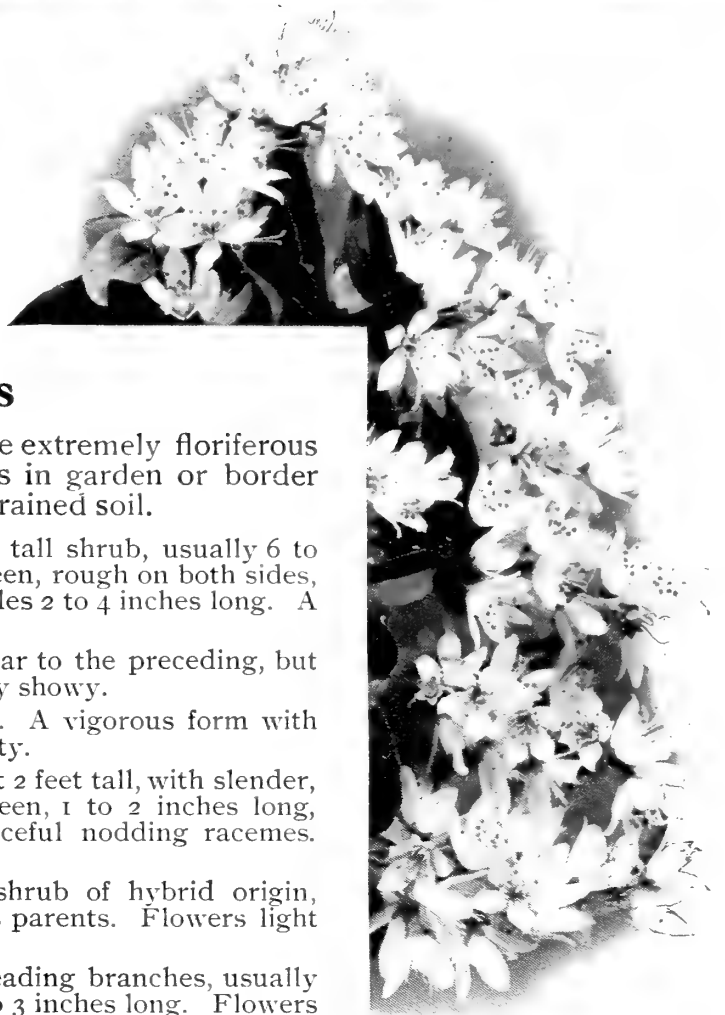 s
e extremely floriferous
s in garden or border
rained soil.
tall shrub, usually 6 to
een, rough on both sides,
les 2 to 4 inches long. A
ar to the preceding, but
y showy.
. A vigorous form with
ty.
t 2 feet tall, with slender,
een, 1 to 2 inches long,
ceful nodding racemes.
shrub of hybrid origin,
s parents. Flowers light
eading branches, usually
o 3 inches long. Flowers